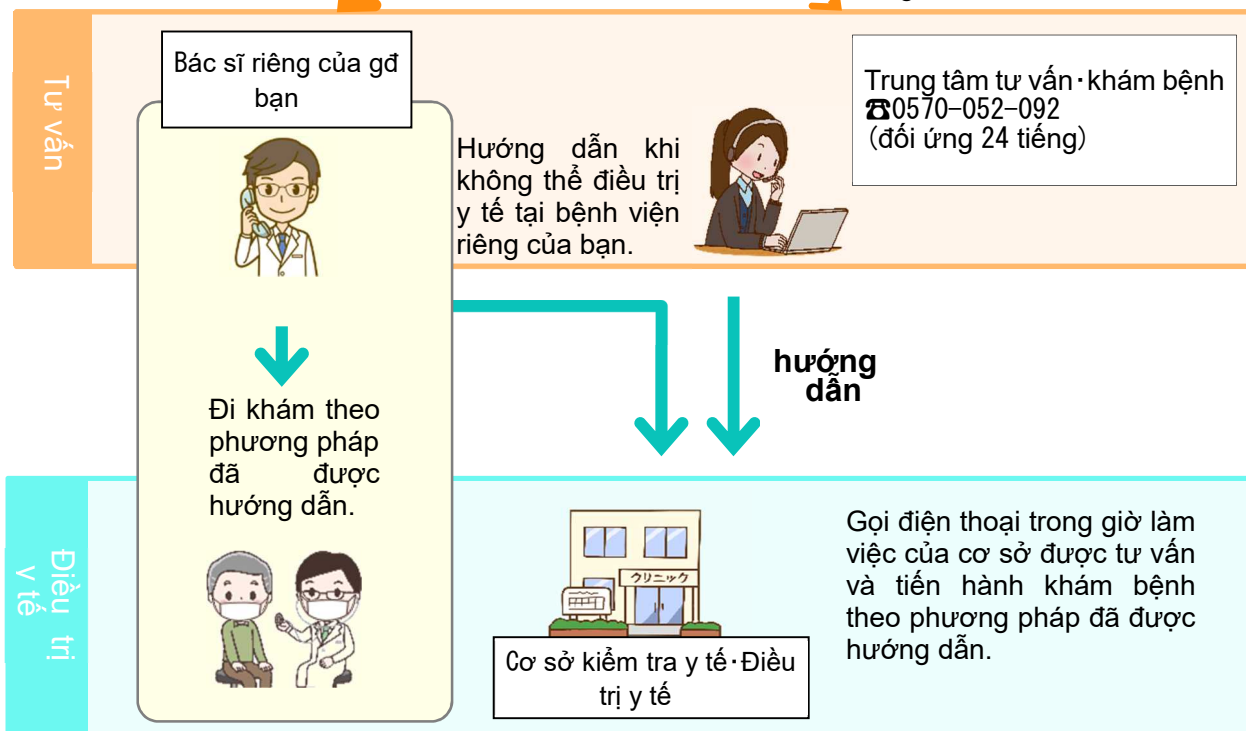 Tư vấn
Bác sĩ riêng của gđ
bạn
Hướng dẫn khi
không thể điều trị
y tế tại bệnh viện
riêng của bạn.
Trung tâm tư vấn・khám bệnh
☎0570-052-092
(đối ứng 24 tiếng)
hướng
dẫn
Đi khám theo
phương pháp
đã được
hướng dẫn.
Điều trị
y tế
クリニック
Cơ sở kiểm tra y tế・Điều
trị y tế
Gọi điện thoại trong giờ làm
việc của cơ sở được tư vấn
và tiến hành khám bệnh
theo phương pháp đã được
hướng dẫn.